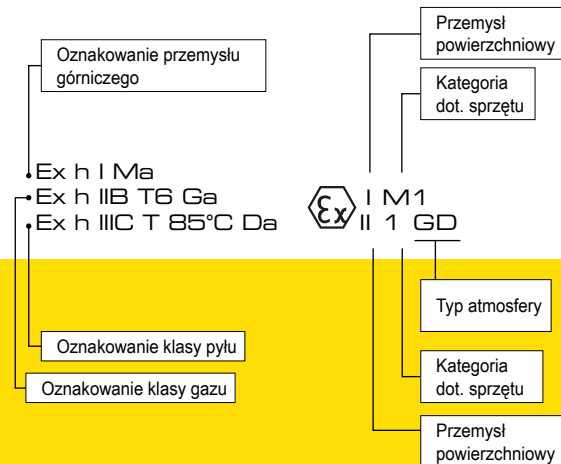 Przemysł
powierzchniowy
Oznakowanie przemysłu
górniczego
Kategoria
dot. sprzętu
Ex h I Ma
Ex h IIB T6 Ga
Ex h IIIC T 85°C Da
Ex
I M1
II 1 GD
Typ atmosfery
Oznakowanie klasy pyłu
Oznakowanie klasy gazu
Kategoria
dot. sprzętu
Przemysł
powierzchniowy